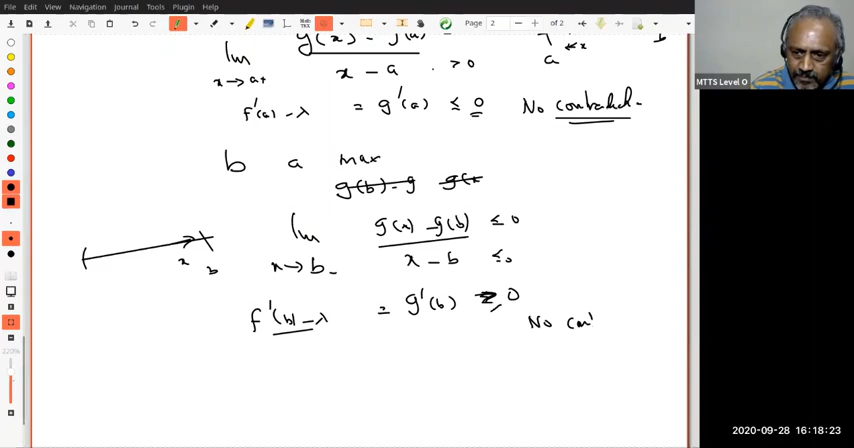 File Edit View Journal Tools Plugin Help
Page 2 of 2
g(x) - g(a)
lim
x → a+
x - a > 0
a
← x
f'(a) - λ = g'(a) ≤ 0 No contradict-
b a max
g(b) - g g(x
lim g(x) - g(b) ≤ 0
x → b- x - b ≤ 0
x b
f'(b) - λ = g'(b) ≥ 0
No con
220%
MTTS Level O
2020-09-28 16:18:23